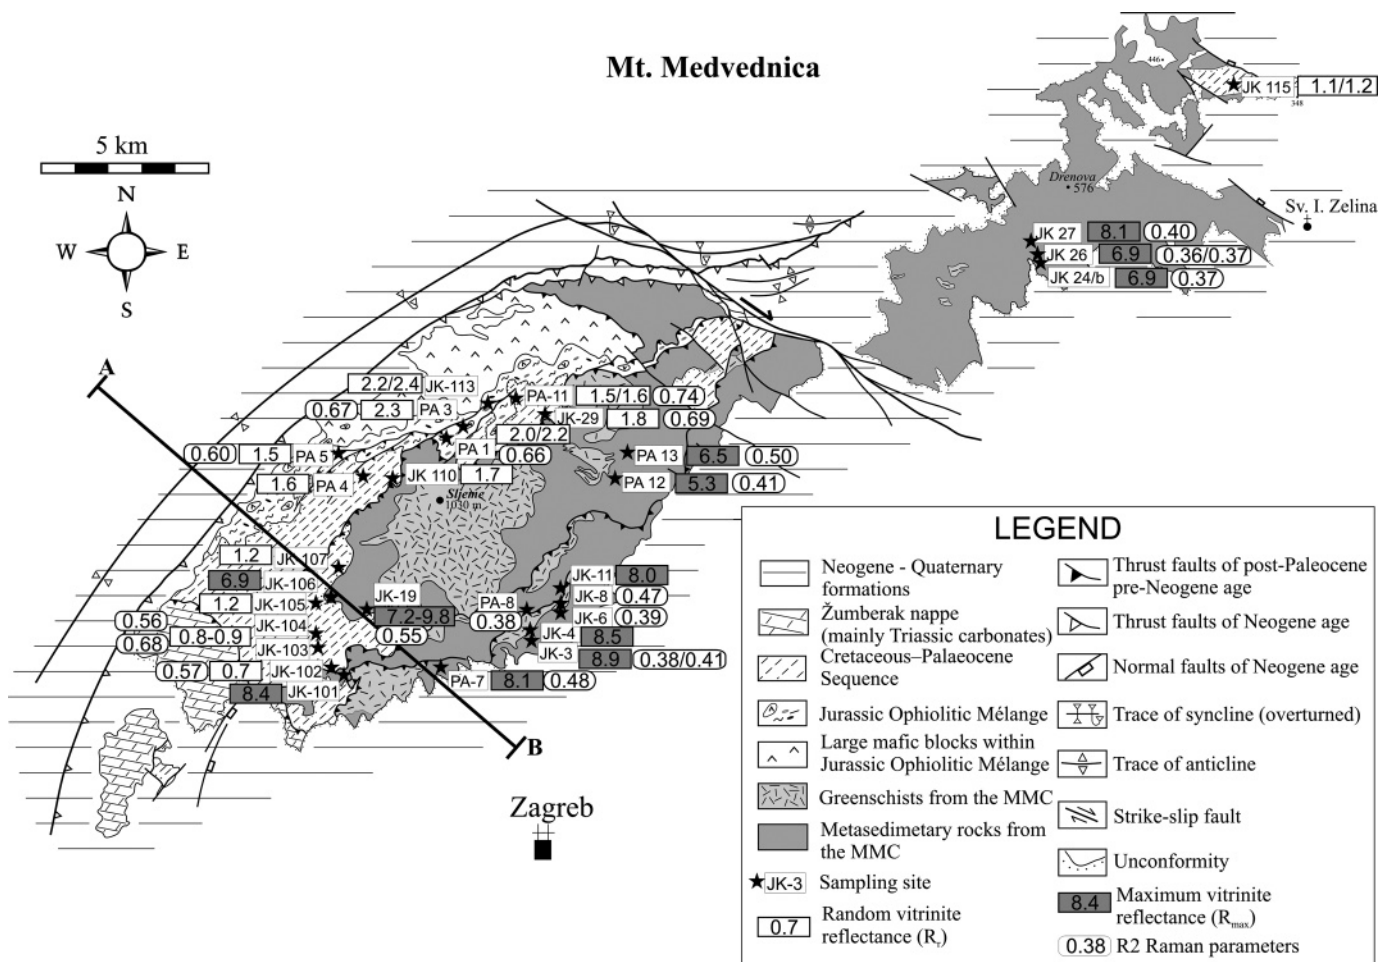 Mt. Medvednica
5 km
N
W E
S
446
JK 115 1.1/1.2
348
Drenova
576
Sv. I. Zelina
JK 27 8.1 0.40
JK 26 6.9 0.36/0.37
JK 24/b 6.9 0.37
A
2.2/2.4 JK-113
0.67 2.3 PA 3
PA-11 1.5/1.6 0.74
JK-29 1.8 0.69
2.0/2.2
PA 1 0.66
0.60 1.5 PA 5
PA 13 6.5 0.50
1.6 PA 4
JK 110 1.7
PA 12 5.3 0.41
Sljeme
1030 m
1.2 JK-107
6.9 JK-106
1.2 JK-105
JK-19
7.2-9.8
0.55
PA-8
0.38
JK-11 8.0
JK-8 0.47
JK-6 0.39
JK-4 8.5
JK-3 8.9 0.38/0.41
0.56 JK-104
0.68 0.8-0.9
JK-103
0.57 0.7 JK-102
8.4 JK-101
PA-7 8.1 0.48
B
Zagreb
LEGEND
Neogene - Quaternary
formations
Žumberak nappe
(mainly Triassic carbonates)
Cretaceous–Palaeocene
Sequence
Jurassic Ophiolitic Mélange
Large mafic blocks within
Jurassic Ophiolitic Mélange
Greenschists from the MMC
Metasedimetary rocks from
the MMC
JK-3 Sampling site
0.7 Random vitrinite
reflectance (Rr)
Thrust faults of post-Paleocene
pre-Neogene age
Thrust faults of Neogene age
Normal faults of Neogene age
Trace of syncline (overturned)
Trace of anticline
Strike-slip fault
Unconformity
8.4 Maximum vitrinite
reflectance (Rmax)
0.38 R2 Raman parameters